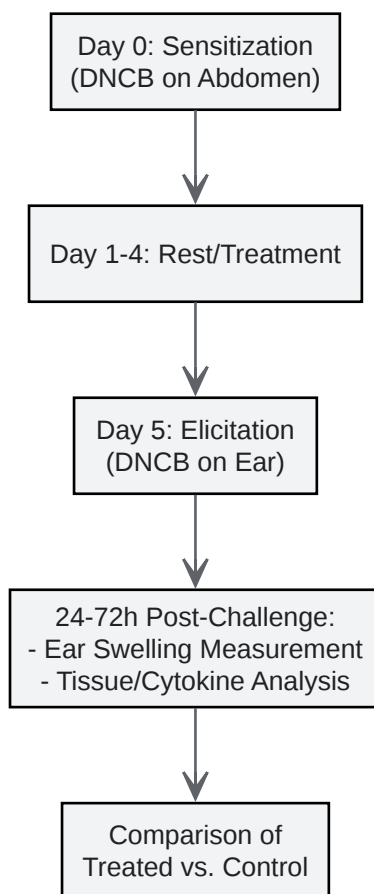 Day 0: Sensitization
(DNCB on Abdomen)
Day 1-4: Rest/Treatment
Day 5: Elicitation
(DNCB on Ear)
24-72h Post-Challenge:
- Ear Swelling Measurement
- Tissue/Cytokine Analysis
Comparison of
Treated vs. Control